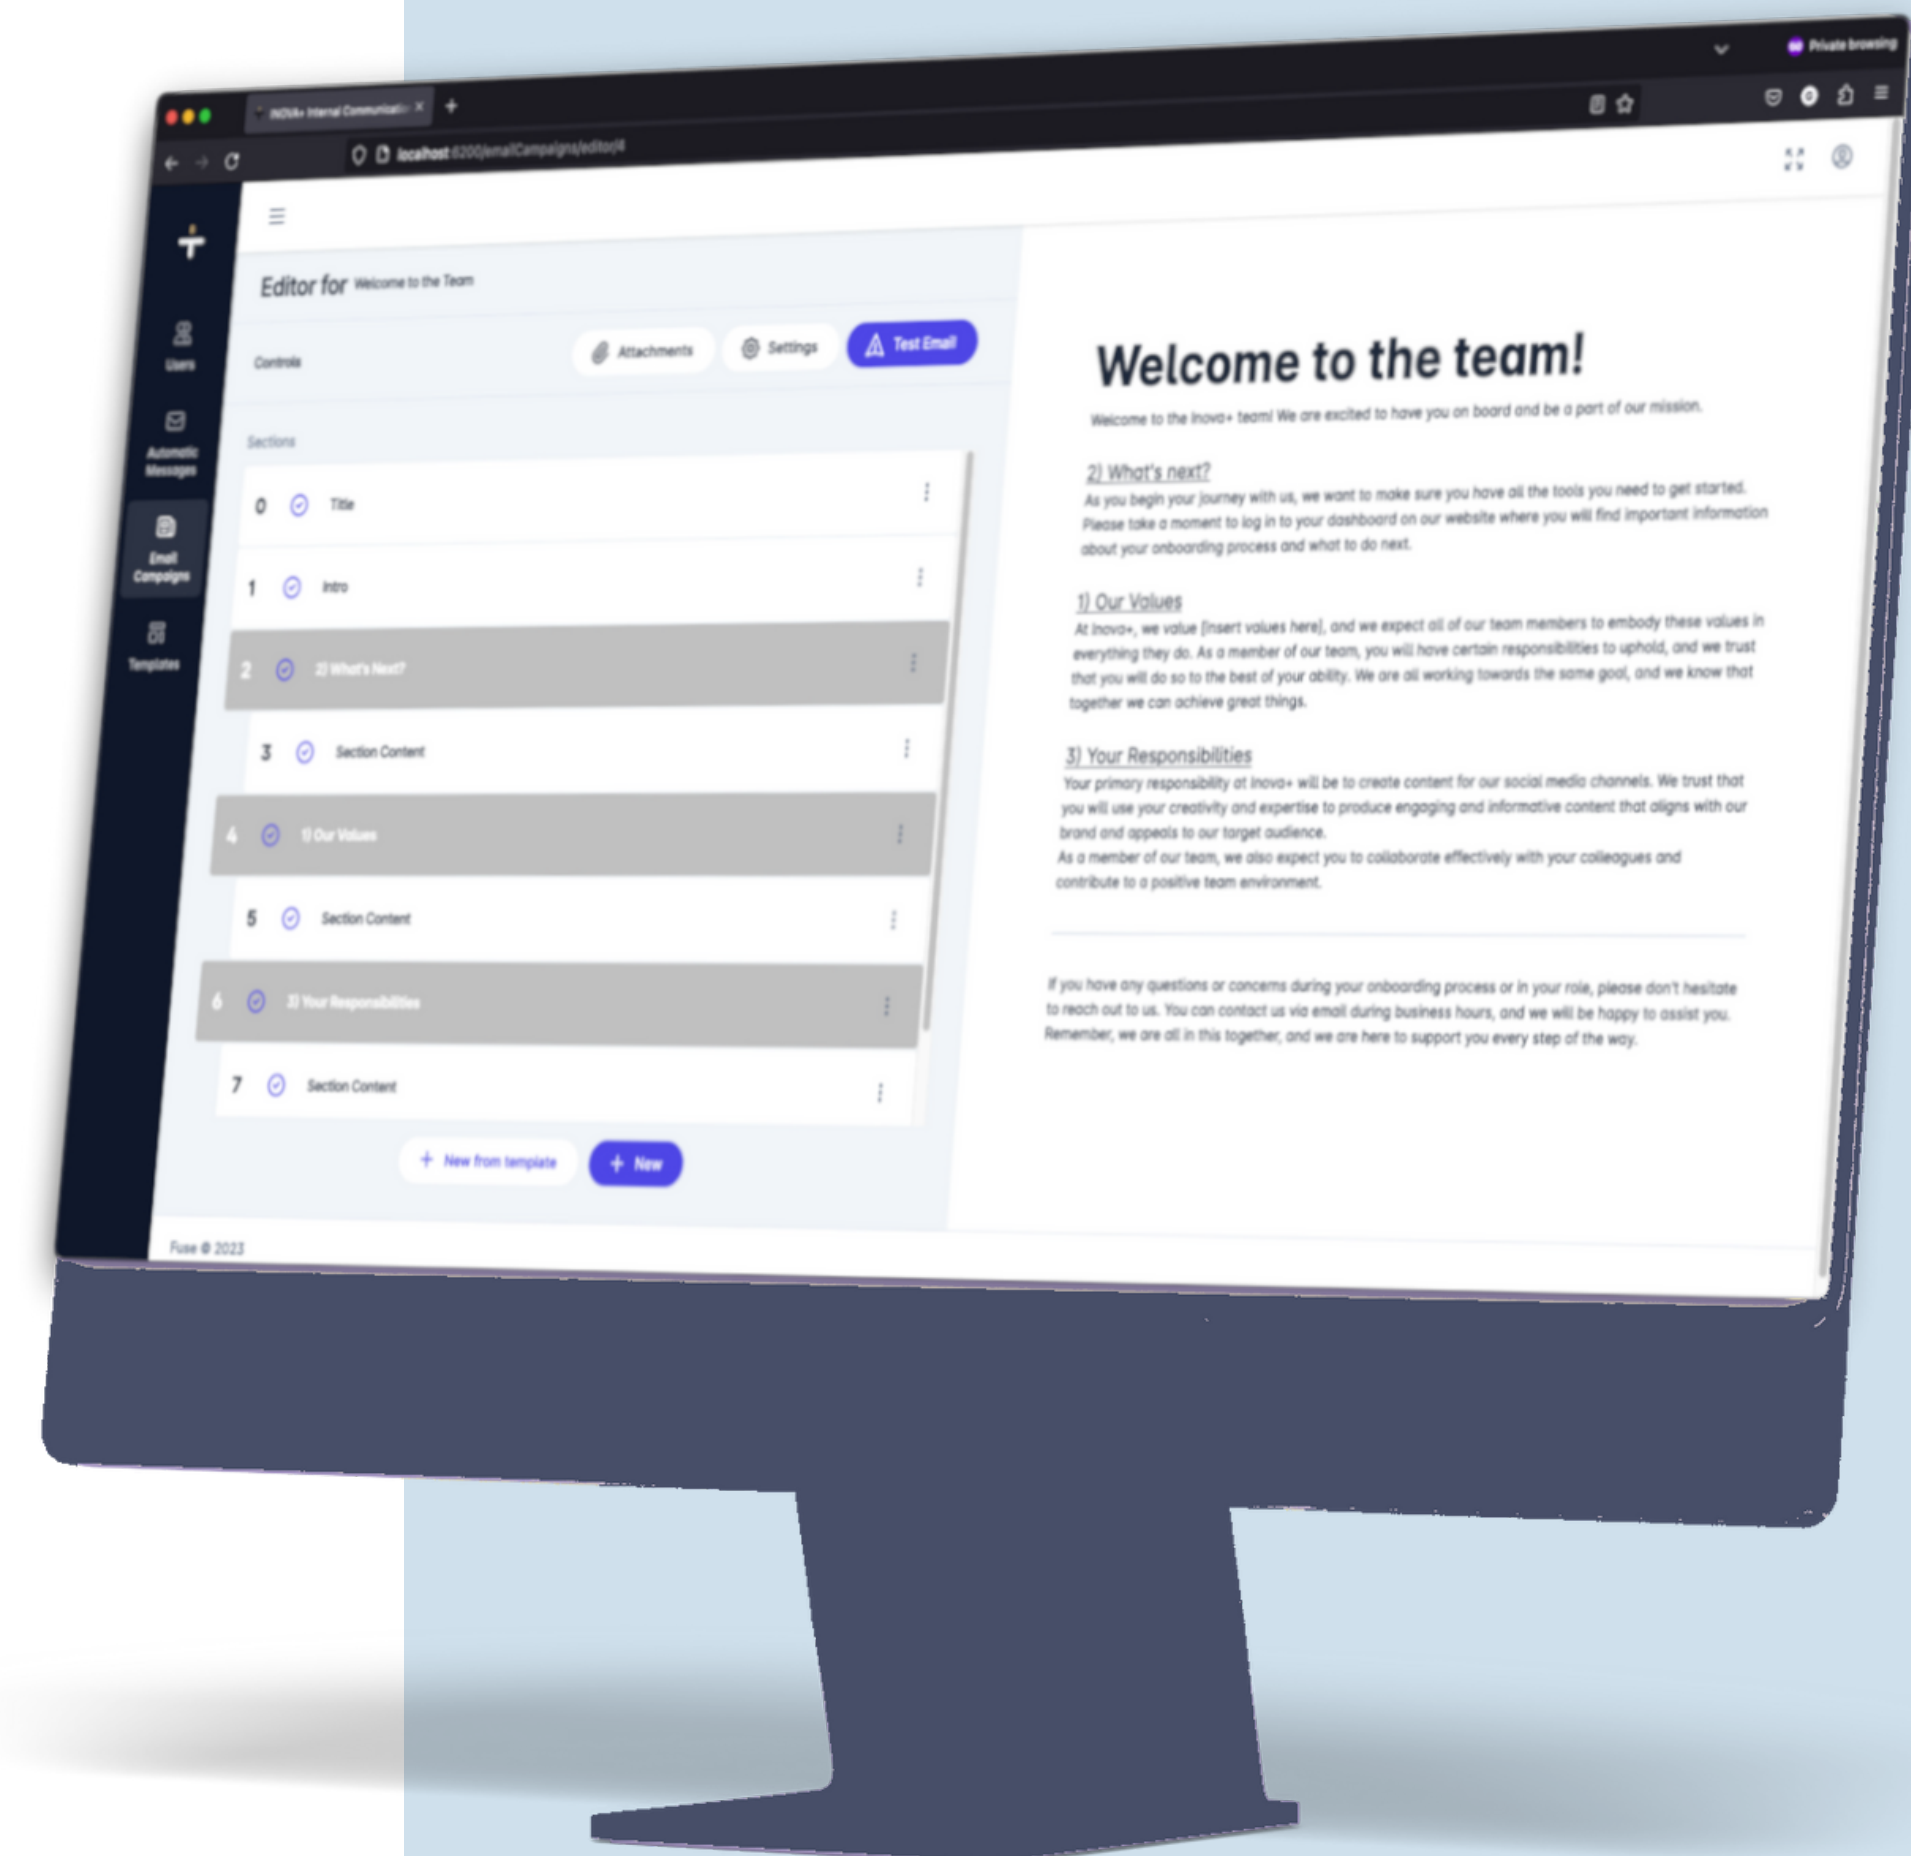 INOVA+ Internal Communicatio
Private browsing
localhost:6200/emailCampaigns/editor/4
Users
Automatic
Messages
Email
Campaigns
Templates
Editor for Welcome to the Team
Controls
Attachments
Settings
Test Email
Sections
0 Title
1 Intro
2 2) What's Next?
3 Section Content
4 1) Our Values
5 Section Content
6 3) Your Responsibilities
7 Section Content
+ New from template
+ New
Fuse © 2023
Welcome to the team!
Welcome to the Inova+ team! We are excited to have you on board and be a part of our mission.
2) What's next?
As you begin your journey with us, we want to make sure you have all the tools you need to get started.
Please take a moment to log in to your dashboard on our website where you will find important information
about your onboarding process and what to do next.
1) Our Values
At Inova+, we value [insert values here], and we expect all of our team members to embody these values in
everything they do. As a member of our team, you will have certain responsibilities to uphold, and we trust
that you will do so to the best of your ability. We are all working towards the same goal, and we know that
together we can achieve great things.
3) Your Responsibilities
Your primary responsibility at Inova+ will be to create content for our social media channels. We trust that
you will use your creativity and expertise to produce engaging and informative content that aligns with our
brand and appeals to our target audience.
As a member of our team, we also expect you to collaborate effectively with your colleagues and
contribute to a positive team environment.
If you have any questions or concerns during your onboarding process or in your role, please don't hesitate
to reach out to us. You can contact us via email during business hours, and we will be happy to assist you.
Remember, we are all in this together, and we are here to support you every step of the way.